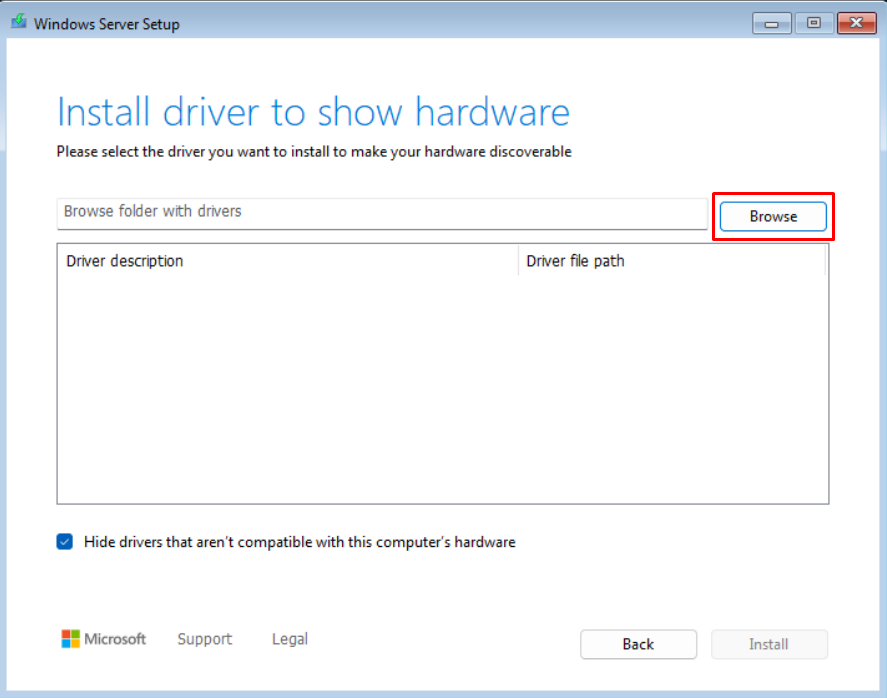 Windows Server Setup
Install driver to show hardware
Please select the driver you want to install to make your hardware discoverable
Browse folder with drivers
Browse
Driver description
Driver file path
Hide drivers that aren't compatible with this computer's hardware
Microsoft
Support
Legal
Back
Install